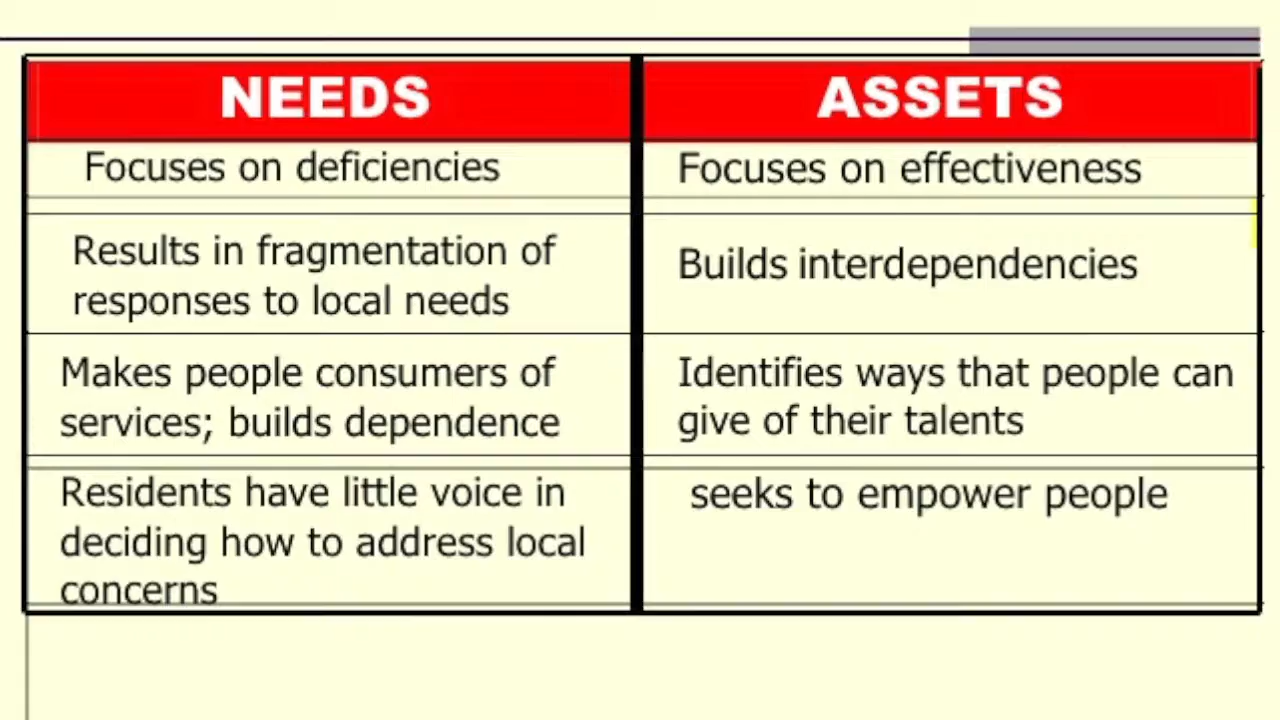 NEEDS
ASSETS
Focuses on deficiencies
Focuses on effectiveness
Results in fragmentation of
responses to local needs
Builds interdependencies
Makes people consumers of
services; builds dependence
Identifies ways that people can
give of their talents
Residents have little voice in
deciding how to address local
concerns
seeks to empower people